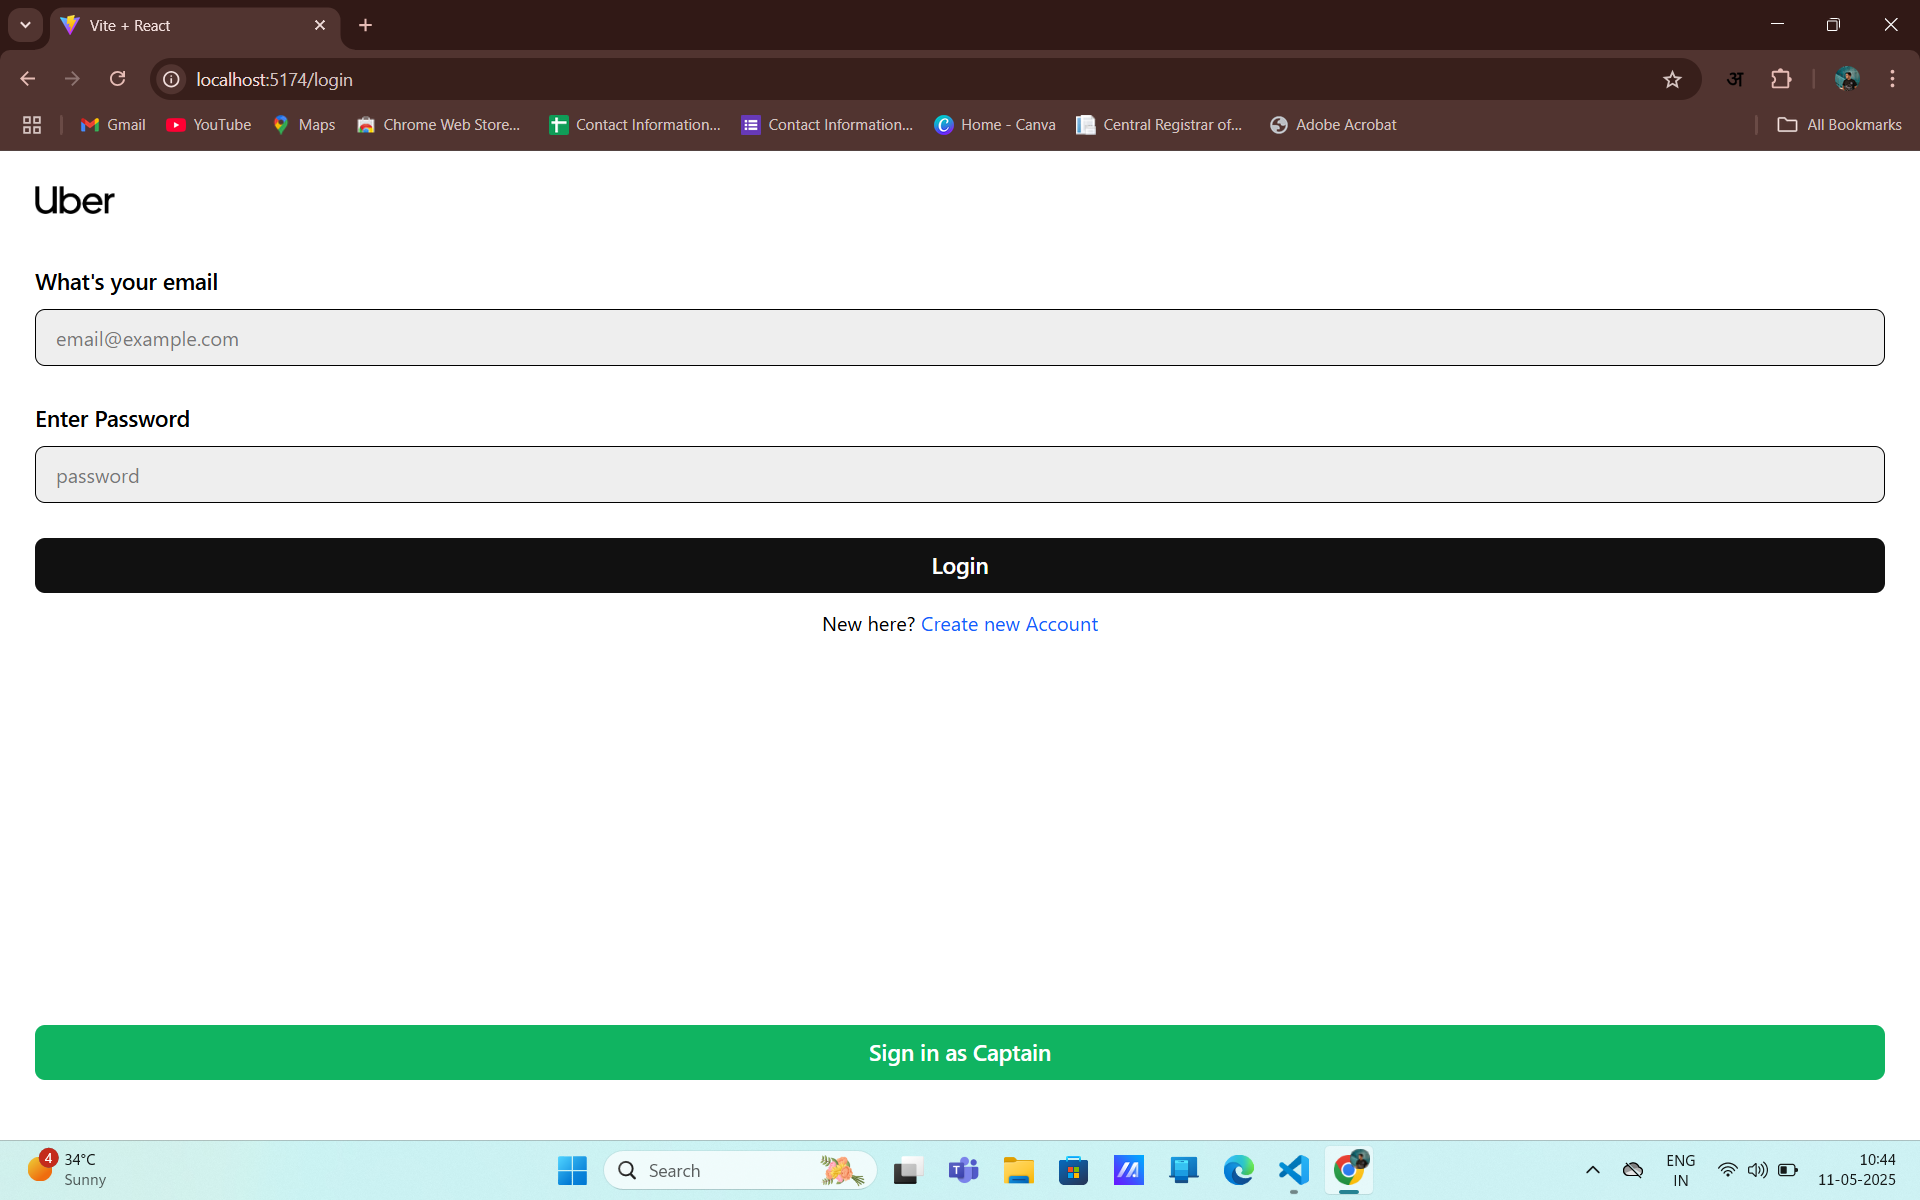 Vite + React
localhost:5174/login
अ
Gmail
YouTube
Maps
Chrome Web Store...
Contact Information...
Contact Information...
Home - Canva
Central Registrar of...
Adobe Acrobat
All Bookmarks
Uber
What's your email
email@example.com
Enter Password
password
Login
New here? Create new Account
Sign in as Captain
4
34°C
Sunny
Search
ENG
IN
10:44
11-05-2025